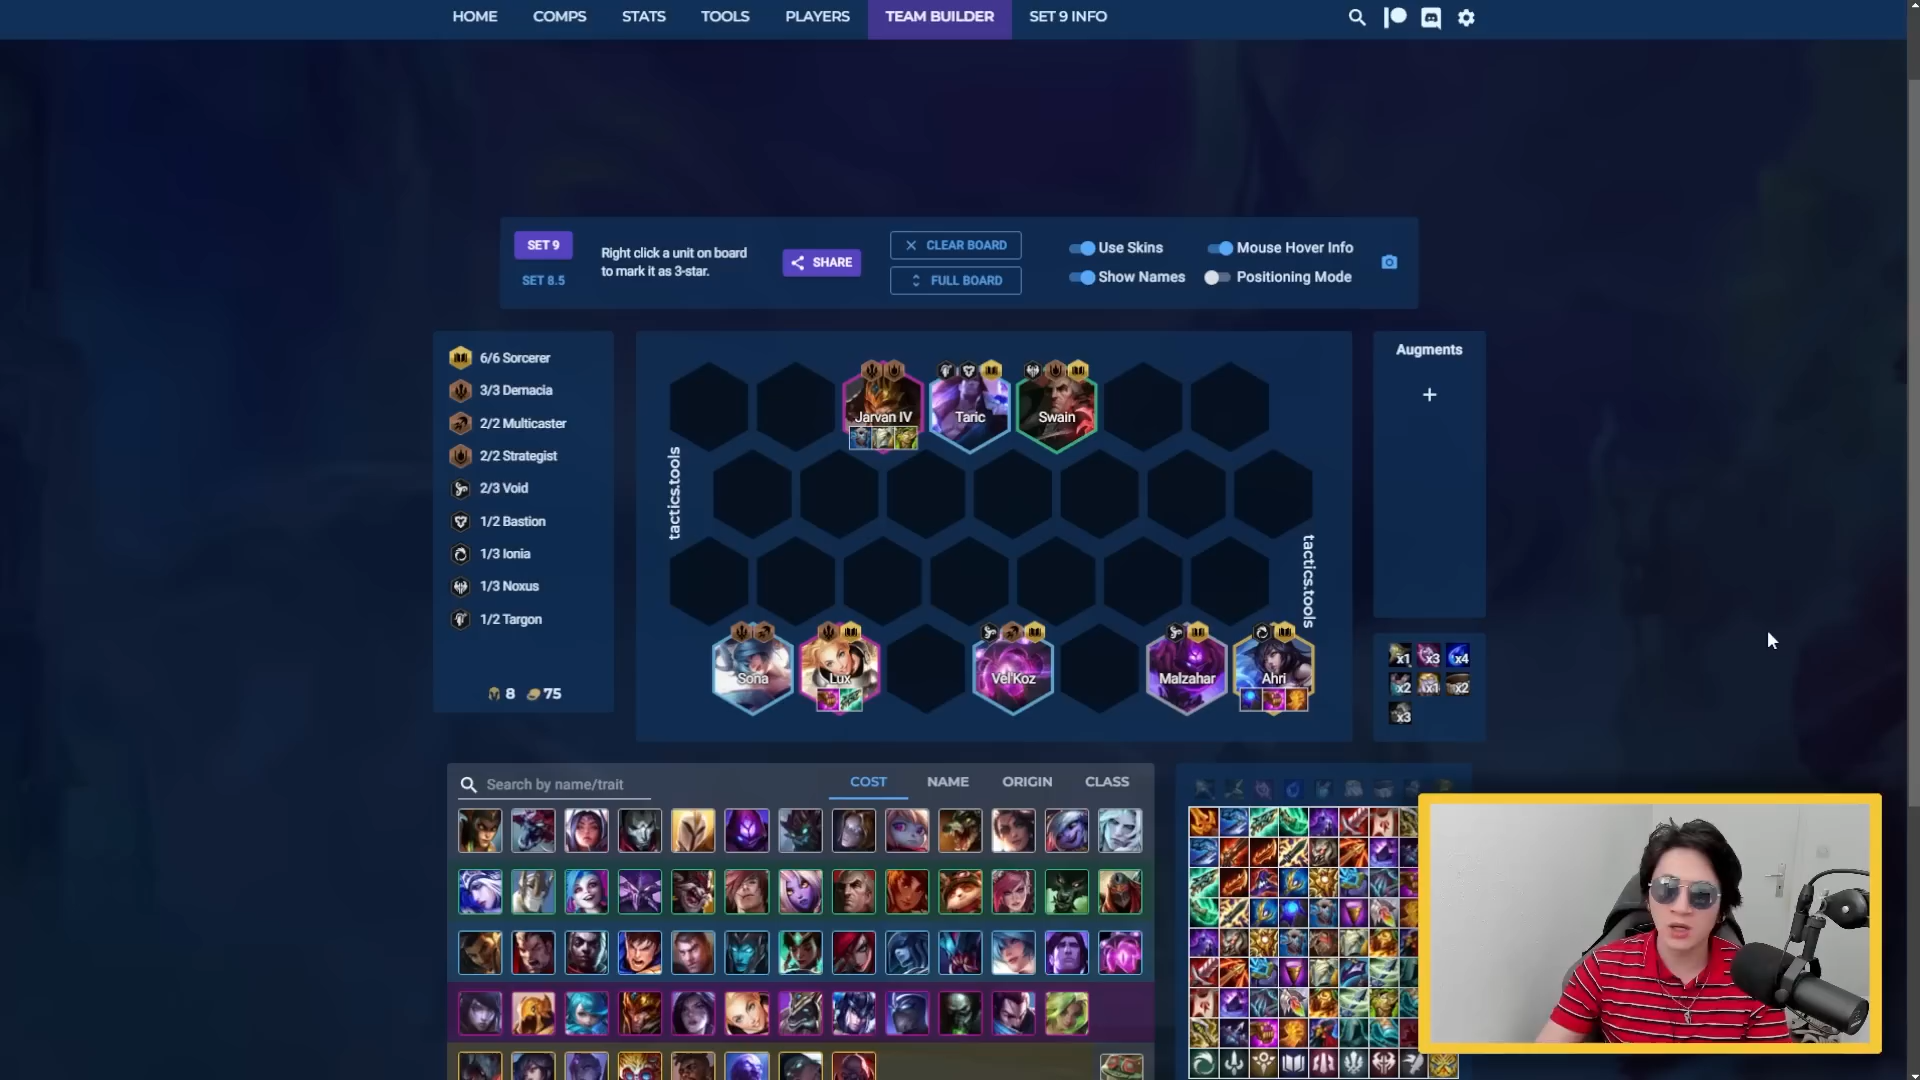 HOME COMPS STATS TOOLS PLAYERS TEAM BUILDER SET 9 INFO
SET 9
SET 8.5
Right click a unit on board
to mark it as 3-star.
SHARE
CLEAR BOARD
FULL BOARD
Use Skins
Mouse Hover Info
Show Names
Positioning Mode
6/6 Sorcerer
3/3 Demacia
2/2 Multicaster
2/2 Strategist
2/3 Void
1/2 Bastion
1/3 Ionia
1/3 Noxus
1/2 Targon
8 75
Jarvan IV
Taric
Swain
tactics.tools
tactics.tools
Sona
Lux
Vel'Koz
Malzahar
Ahri
Augments
+
x1 x3 x4
x2 x1 x2
x3
Search by name/trait
COST NAME ORIGIN CLASS